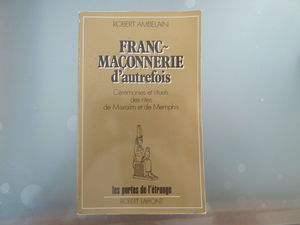 ROBERT AMBELAIN
FRANC~
MAÇONNERIE
d'autrefois
Cérémonies et rituels
des rites
de Misraïm et de Memphis
les portes de l'étrange
ROBERT LAFFONT